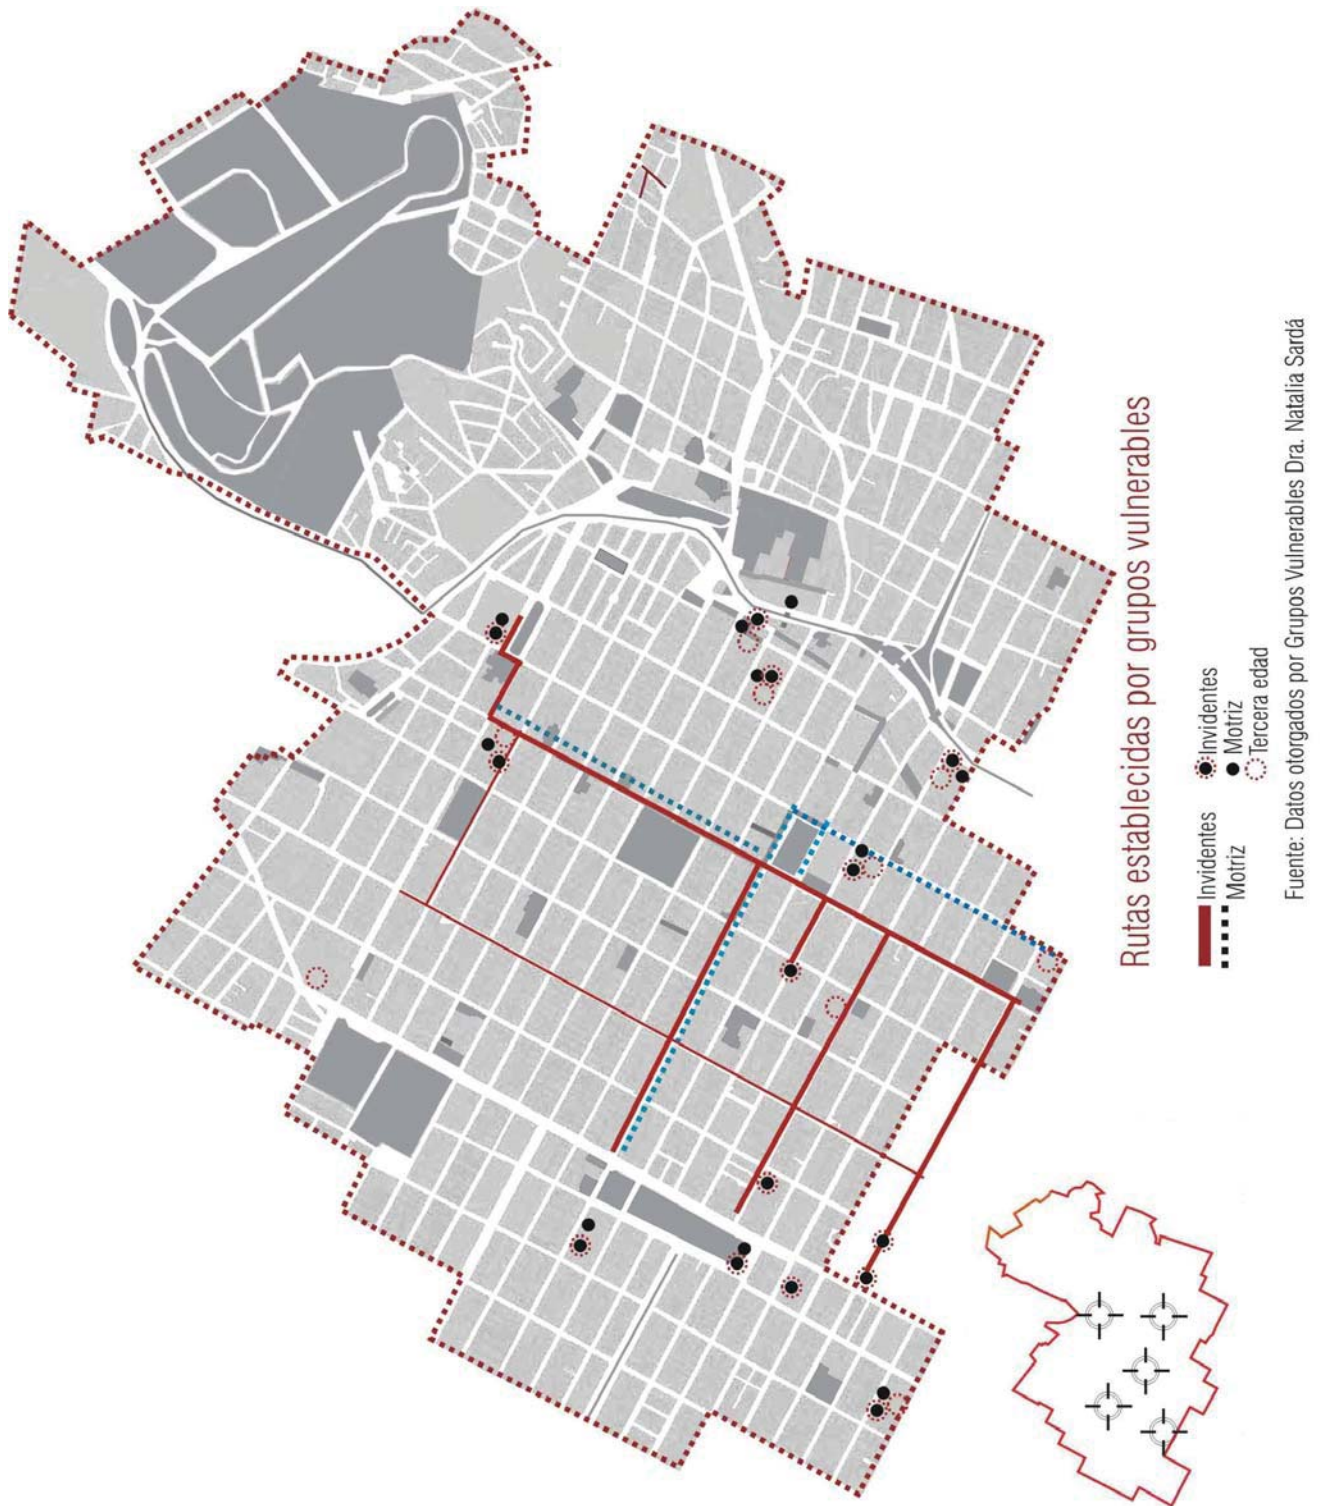 Rutas establecidas por grupos vulnerables
Invidentes
Motriz
Invidentes
Motriz
Tercera edad
Fuente: Datos otorgados por Grupos Vulnerables Dra. Natalia Sardá